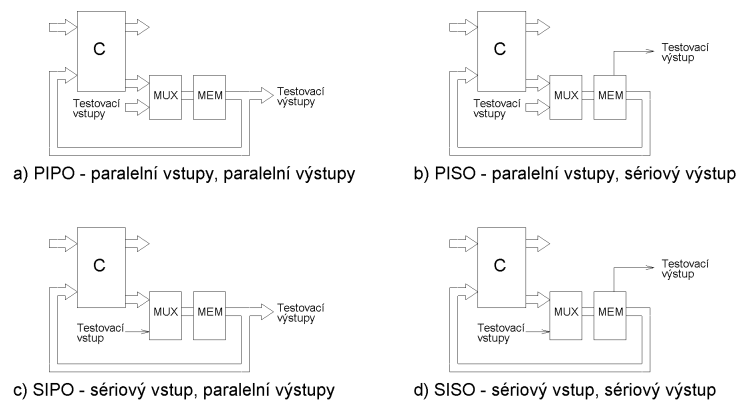 C
MUX
MEM
Testovací
vstupy
Testovací
výstupy
a) PIPO - paralelní vstupy, paralelní výstupy
C
MUX
MEM
Testovací
vstupy
Testovací
výstup
b) PISO - paralelní vstupy, sériový výstup
C
MUX
MEM
Testovací
vstup
Testovací
výstupy
c) SIPO - sériový vstup, paralelní výstupy
C
MUX
MEM
Testovací
vstupy
Testovací
výstup
d) SISO - sériový vstup, sériový výstup